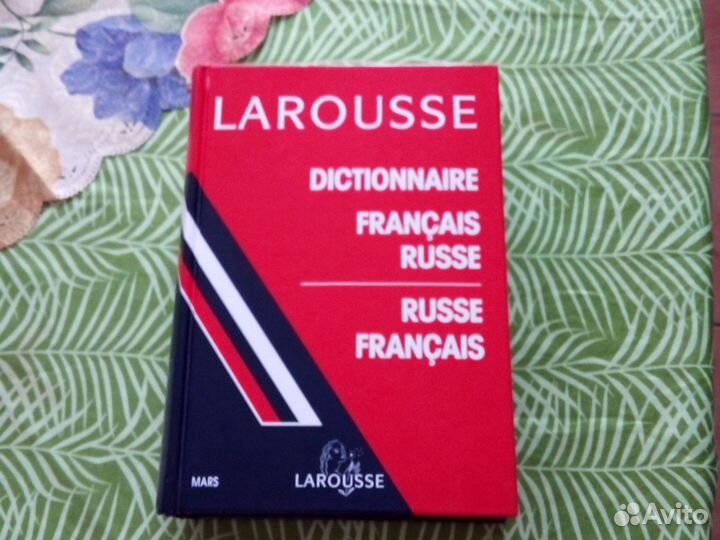 LAROUSSE
DICTIONNAIRE
FRANÇAIS
RUSSE
RUSSE
FRANÇAIS
MARS
LAROUSSE
Avito